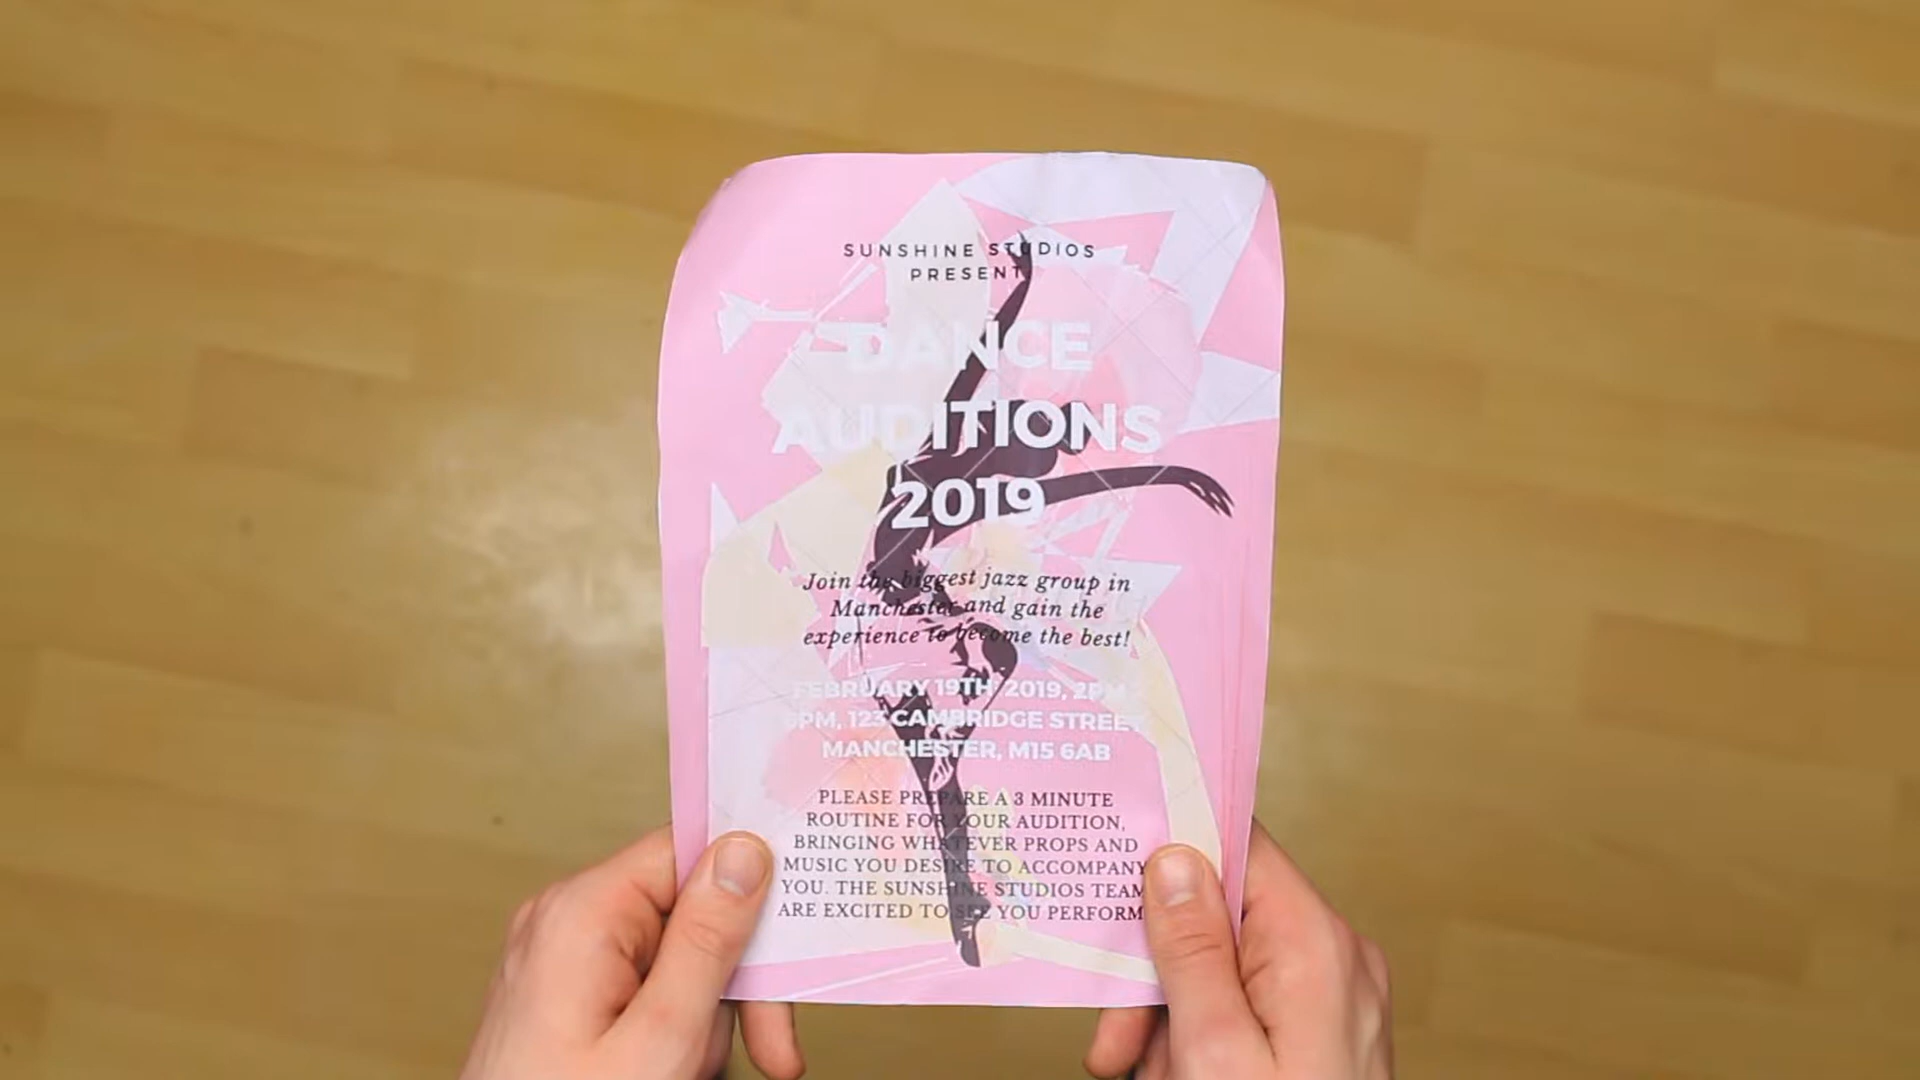 SUNSHINE STUDIOS
PRESENT
DANCE
AUDITIONS
2019
Join the biggest jazz group in
Manchester and gain the
experience to become the best!
FEBRUARY 19TH, 2019, 2PM
PM, 123 CAMBRIDGE STREET
MANCHESTER, M15 6AB
PLEASE PREPARE A 3 MINUTE
ROUTINE FOR YOUR AUDITION,
BRINGING WHATEVER PROPS AND
MUSIC YOU DESIRE TO ACCOMPANY
YOU. THE SUNSHINE STUDIOS TEAM
ARE EXCITED TO SEE YOU PERFORM